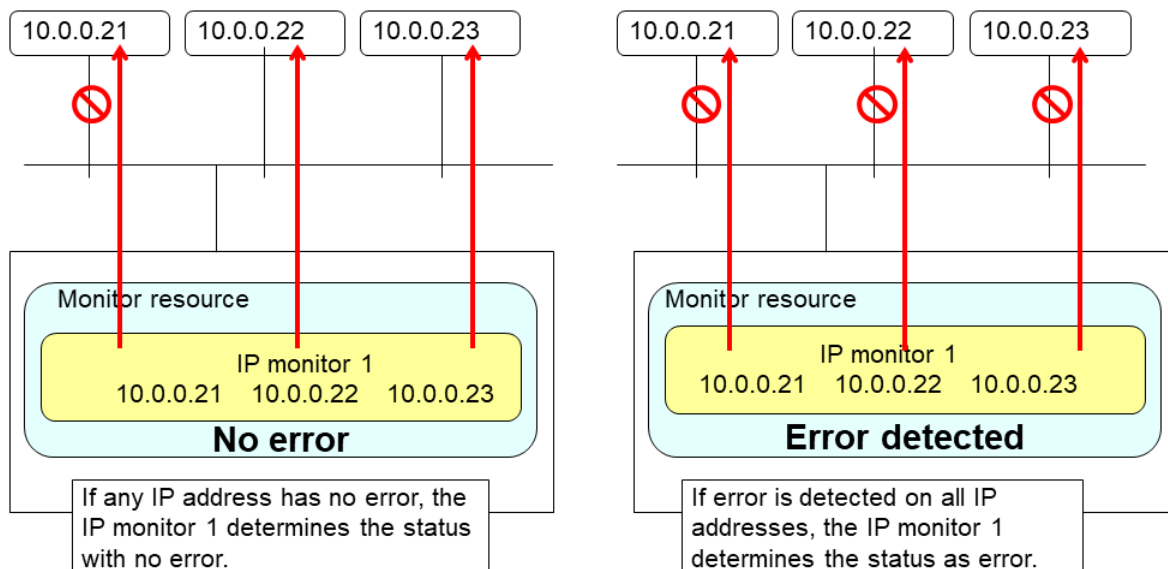 10.0.0.21
10.0.0.22
10.0.0.23
Monitor resource
IP monitor 1
10.0.0.21
10.0.0.22
10.0.0.23
No error
If any IP address has no error, the
IP monitor 1 determines the status
with no error.
10.0.0.21
10.0.0.22
10.0.0.23
Monitor resource
IP monitor 1
10.0.0.21
10.0.0.22
10.0.0.23
Error detected
If error is detected on all IP
addresses, the IP monitor 1
determines the status as error.